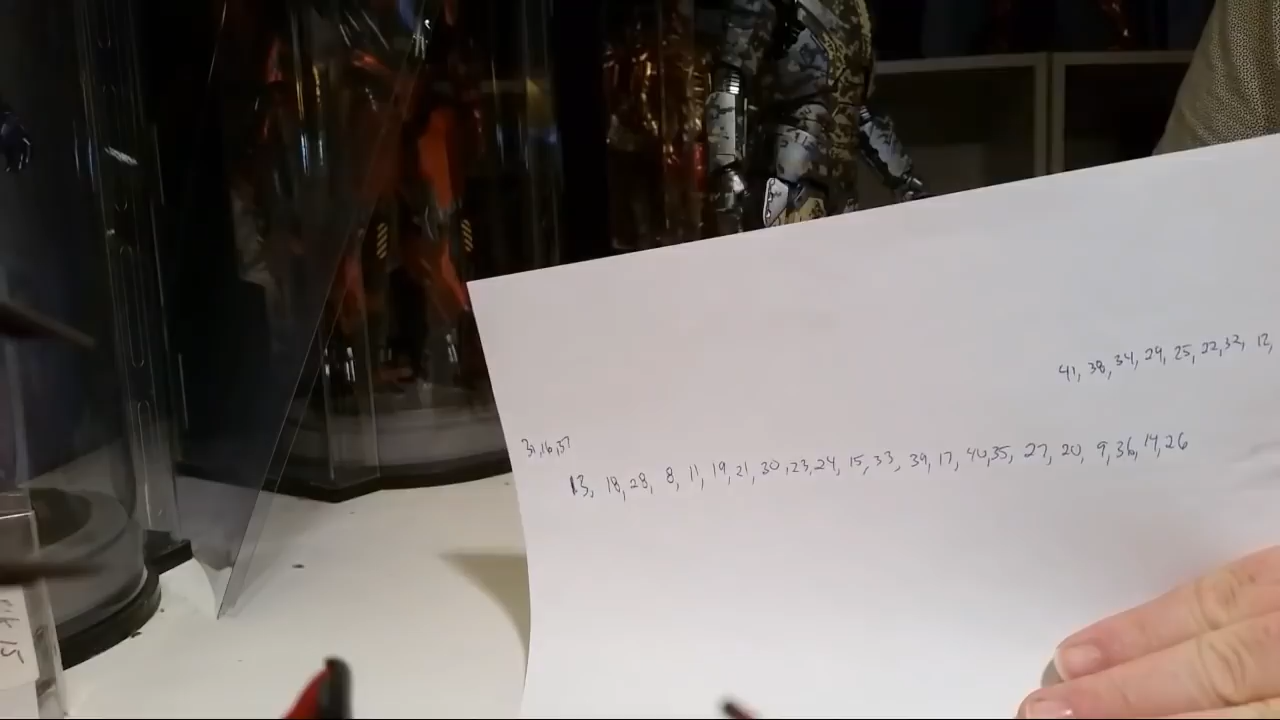 41, 38, 34, 29, 25, 22, 32, 12,
31, 16, 37
13, 18, 28, 8, 11, 19, 21, 30, 23, 24, 15, 33, 39, 17, 40, 35, 27, 20, 9, 36, 14, 26